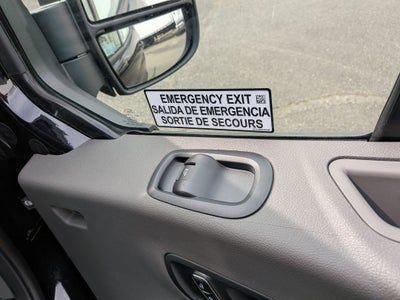 EMERGENCY EXIT
SALIDA DE EMERGENCIA
SORTIE DE SECOURS